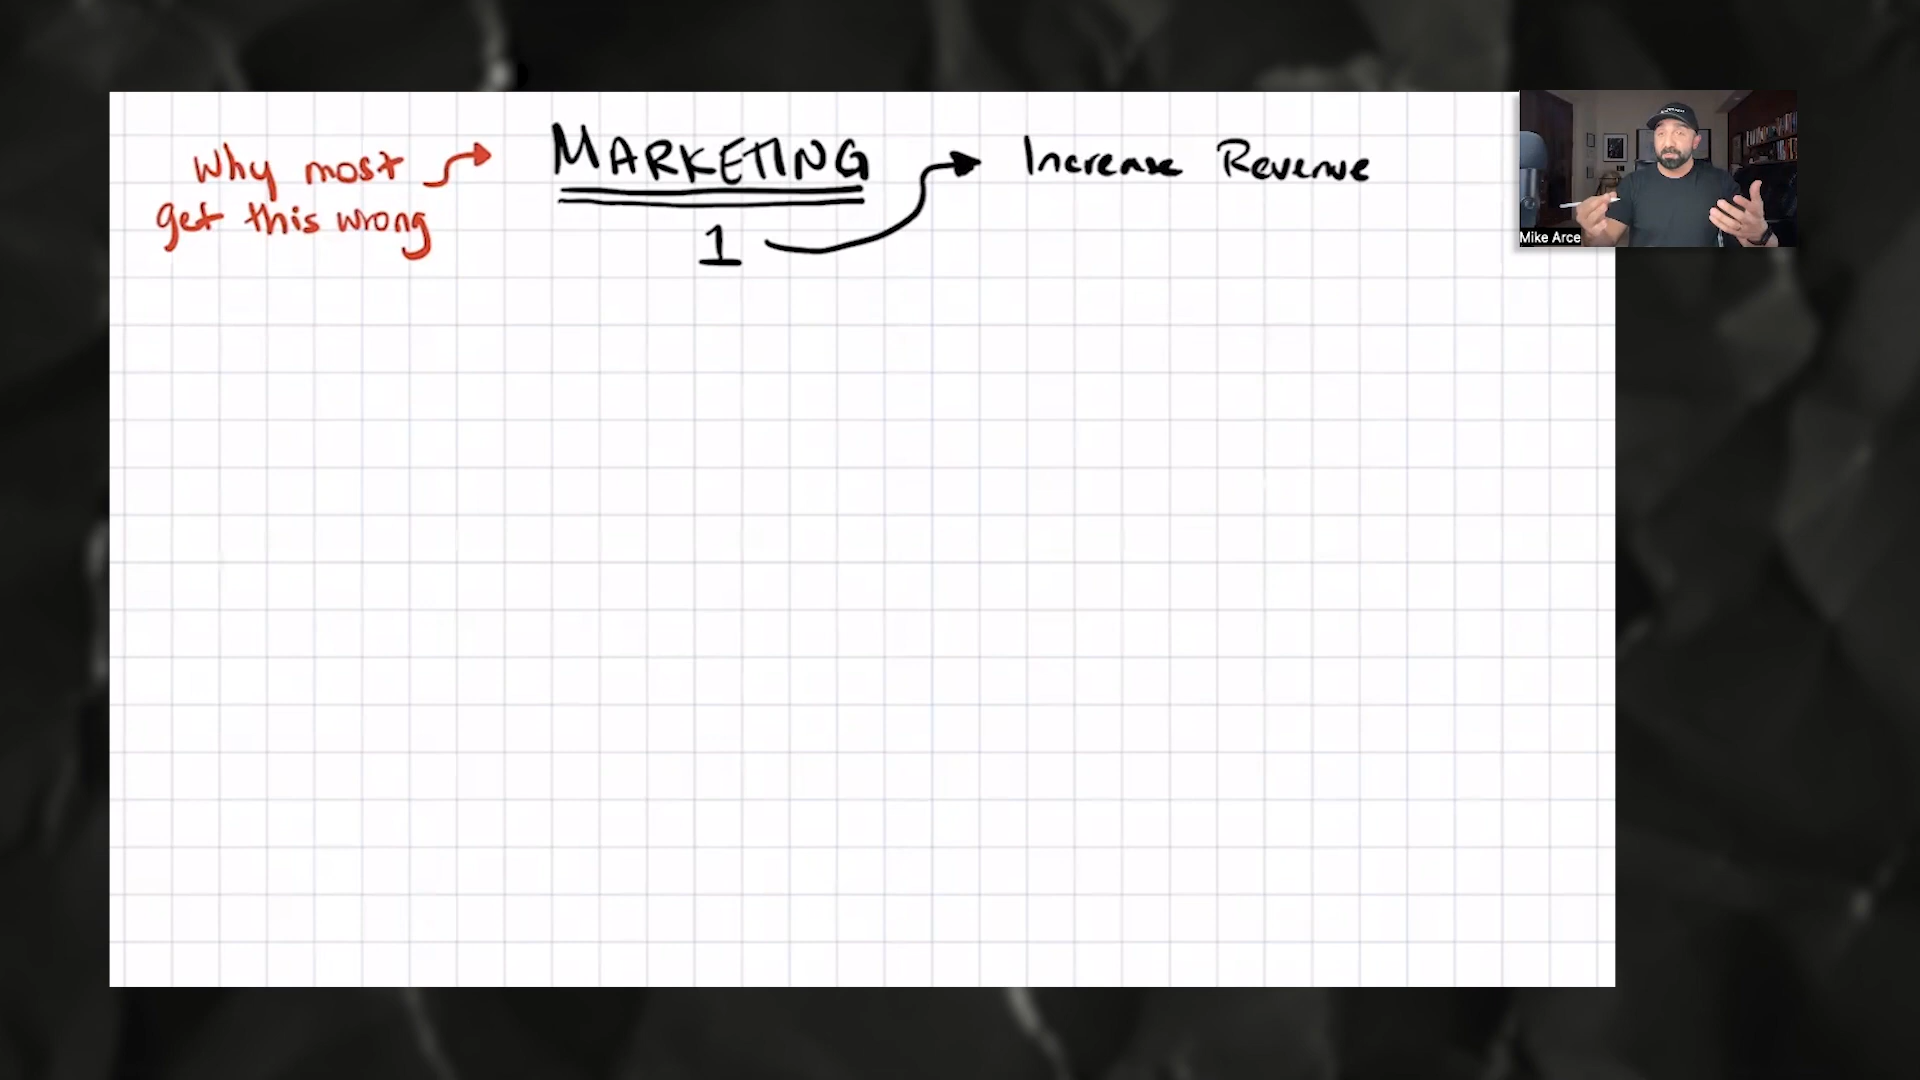 Why most
get this wrong
MARKETING
1
Increase Revenue
Mike Arce